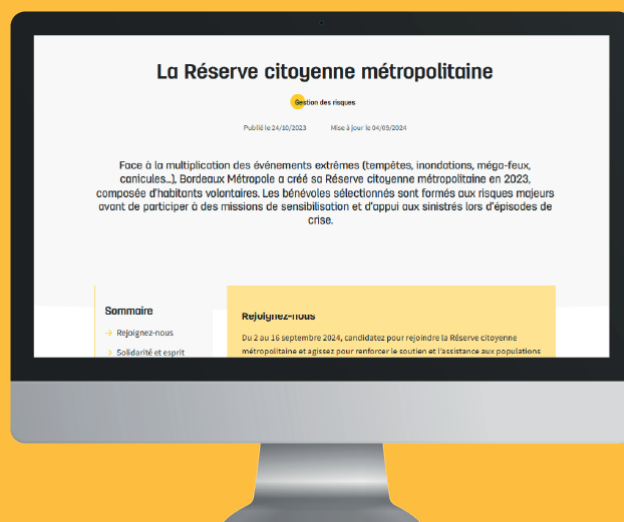 La Réserve citoyenne métropolitaine
Gestion des risques
Publié le 24/10/2023 Mise à jour le 04/09/2024
Face à la multiplication des événements extrêmes (tempêtes, inondations, méga-feux,
canicules...), Bordeaux Métropole a créé sa Réserve citoyenne métropolitaine en 2023,
composée d'habitants volontaires. Les bénévoles sélectionnés sont formés aux risques majeurs
avant de participer à des missions de sensibilisation et d'appui aux sinistrés lors d'épisodes de
crise.
Sommaire
→ Rejoignez-nous
→ Solidarité et esprit
Rejoignez-nous
Du 2 au 16 septembre 2024, candidatez pour rejoindre la Réserve citoyenne
métropolitaine et agissez pour renforcer le soutien et l'assistance aux populations